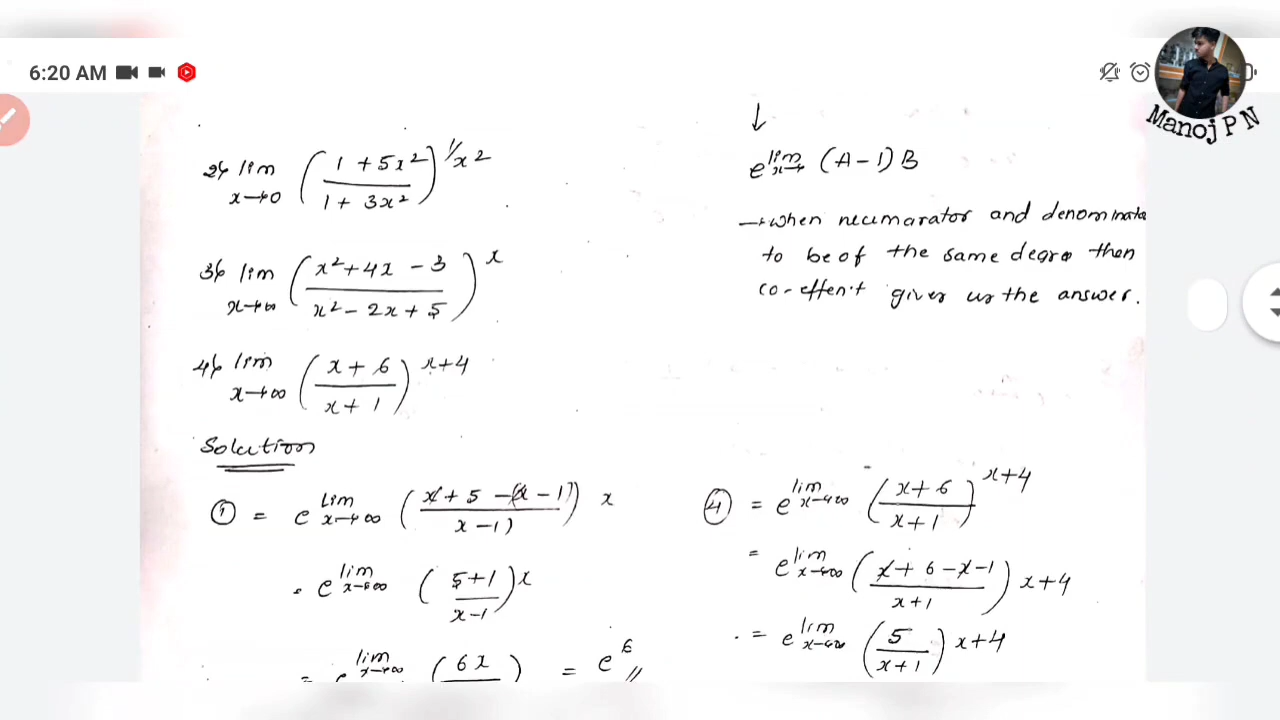 6:20 AM
Manoj P N
2) lim x→0 ( 1 + 5x² / 1 + 3x² )^1/x²
3) lim x→∞ ( x² + 4x - 3 / x² - 2x + 5 )^x
4) lim x→∞ ( x + 6 / x + 1 )^x+4
Solution
① = e lim x→∞ ( x + 5 - (x - 1) / x - 1 ) x
= e lim x→∞ ( 5+1 / x-1 ) x
= e lim x→∞ ( 6x = e^6
↓
e lim x→ (A - 1) B
→ when neumarator and denominato
to be of the same degre then
co-effent gives us the answer.
④ = e lim x→∞ ( x+6 / x+1 )^x+4
= e lim x→∞ ( x + 6 - x - 1 / x+1 ) x+4
= e lim x→∞ ( 5 / x+1 ) x+4